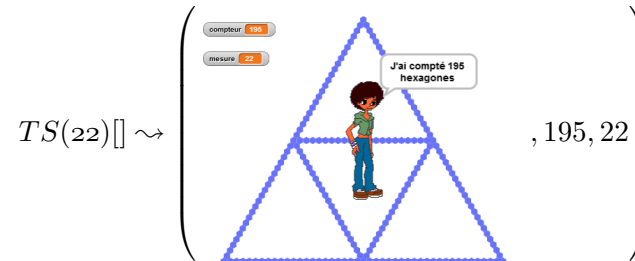 compteur 195
mesure 22
J'ai compté 195
hexagones
TS(22)[] ⇝ ( , 195, 22 )